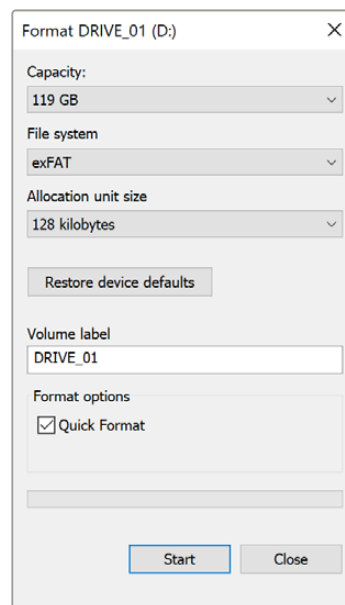 Format DRIVE_01 (D:)
Capacity:
119 GB
File system
exFAT
Allocation unit size
128 kilobytes
Restore device defaults
Volume label
DRIVE_01
Format options
Quick Format
Start Close